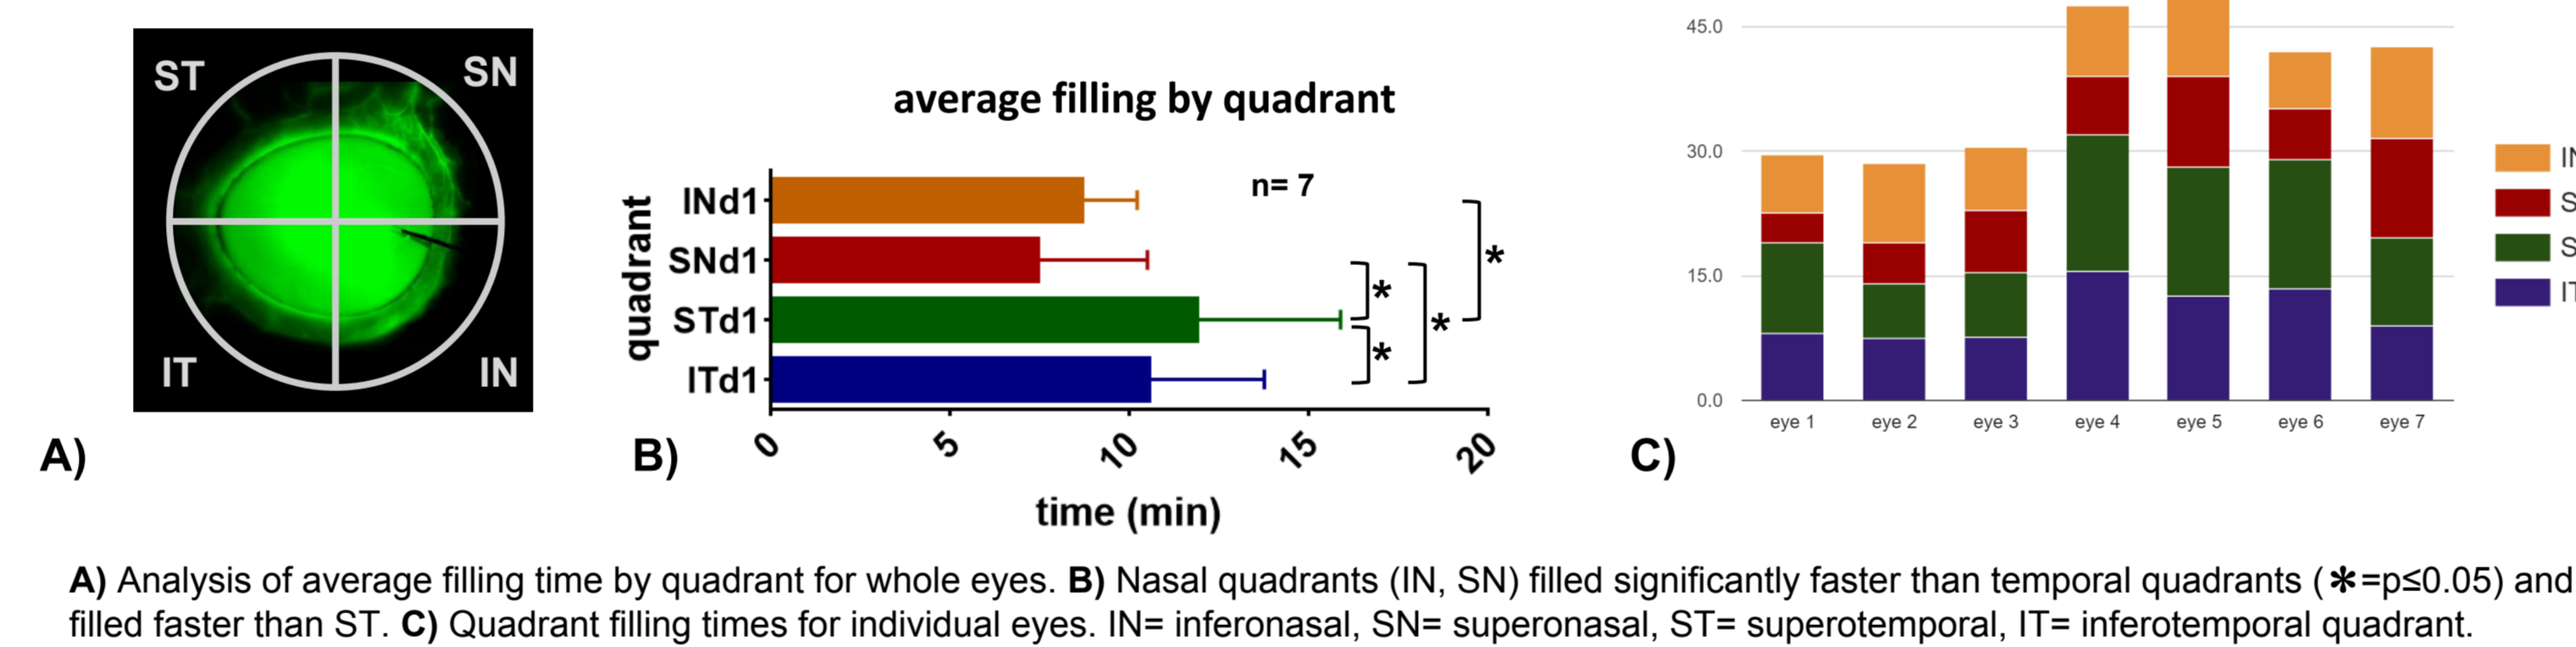 ST SN
IT IN
A)
average filling by quadrant
n= 7
quadrant
INd1
SNd1
STd1
ITd1
*
*
*
*
0 5 10 15 20
time (min)
B)
45.0
30.0
15.0
0.0
eye 1 eye 2 eye 3 eye 4 eye 5 eye 6 eye 7
C)
A) Analysis of average filling time by quadrant for whole eyes. B) Nasal quadrants (IN, SN) filled significantly faster than temporal quadrants (*=p≤0.05) and
filled faster than ST. C) Quadrant filling times for individual eyes. IN= inferonasal, SN= superonasal, ST= superotemporal, IT= inferotemporal quadrant.